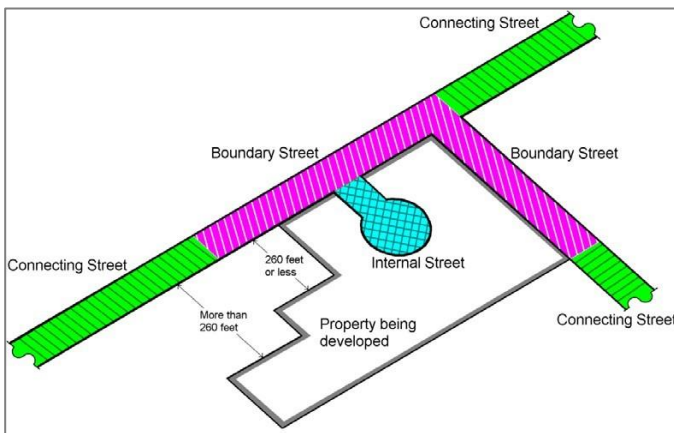 Connecting Street
Boundary Street
Boundary Street
Connecting Street
260 feet
or less
Internal Street
More than
260 feet
Property being
developed
Connecting Street